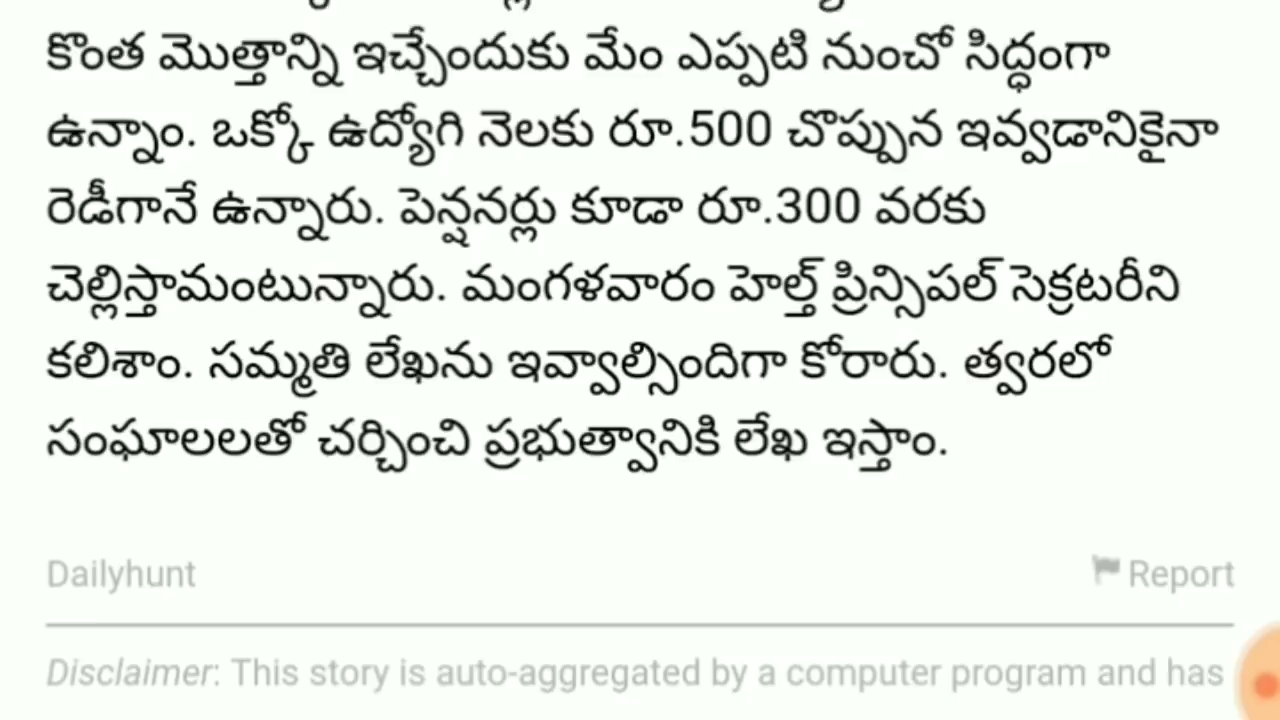 కొంత మొత్తాన్ని ఇచ్చేందుకు మేం ఎప్పటి నుంచో సిద్ధంగా
ఉన్నాం. ఒక్కో ఉద్యోగి నెలకు రూ.500 చొప్పున ఇవ్వడానికైనా
రెడీగానే ఉన్నారు. పెన్షనర్లు కూడా రూ.300 వరకు
చెల్లిస్తామంటున్నారు. మంగళవారం హెల్త్ ప్రిన్సిపల్ సెక్రటరీని
కలిశాం. సమ్మతి లేఖను ఇవ్వాల్సిందిగా కోరారు. త్వరలో
సంఘాలలతో చర్చించి ప్రభుత్వానికి లేఖ ఇస్తాం.
Dailyhunt
Report
Disclaimer: This story is auto-aggregated by a computer program and has